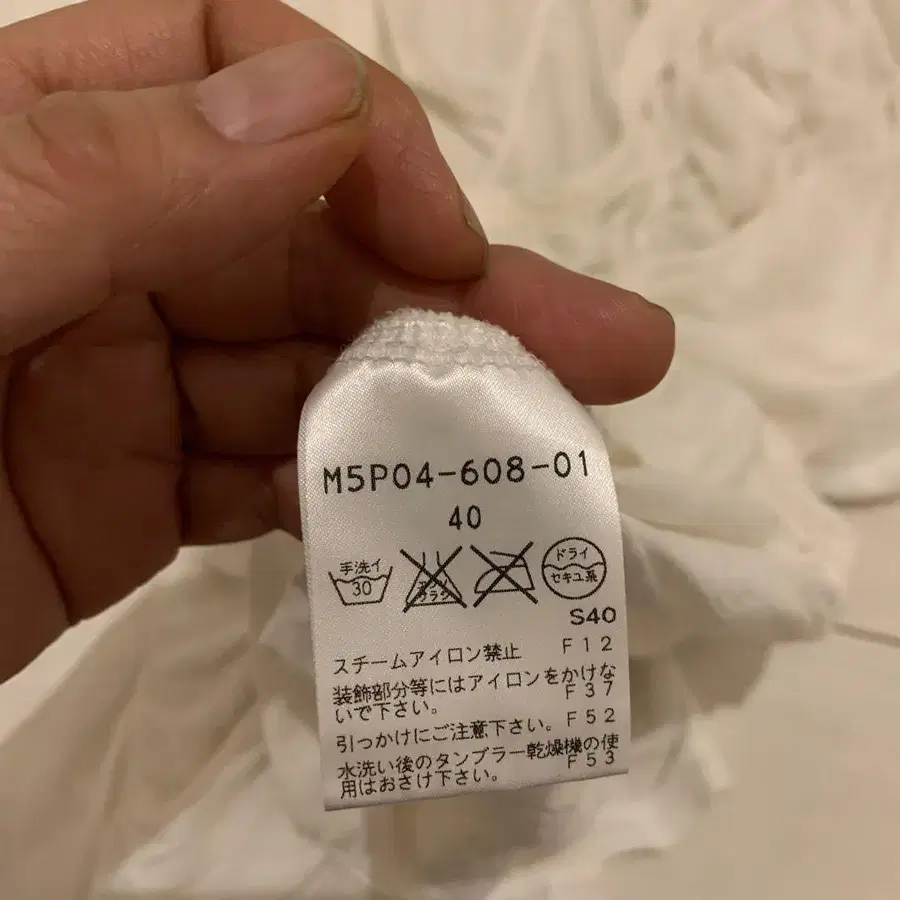 M5P04-608-01
40
手洗イ
30
ドライ
セキユ系
S40
スチームアイロン禁止 F12
装飾部分等にはアイロンをかけな
いで下さい。 F37
引っかけにご注意下さい。 F52
水洗い後のタンブラー乾燥機の使
用はおさけ下さい。 F53